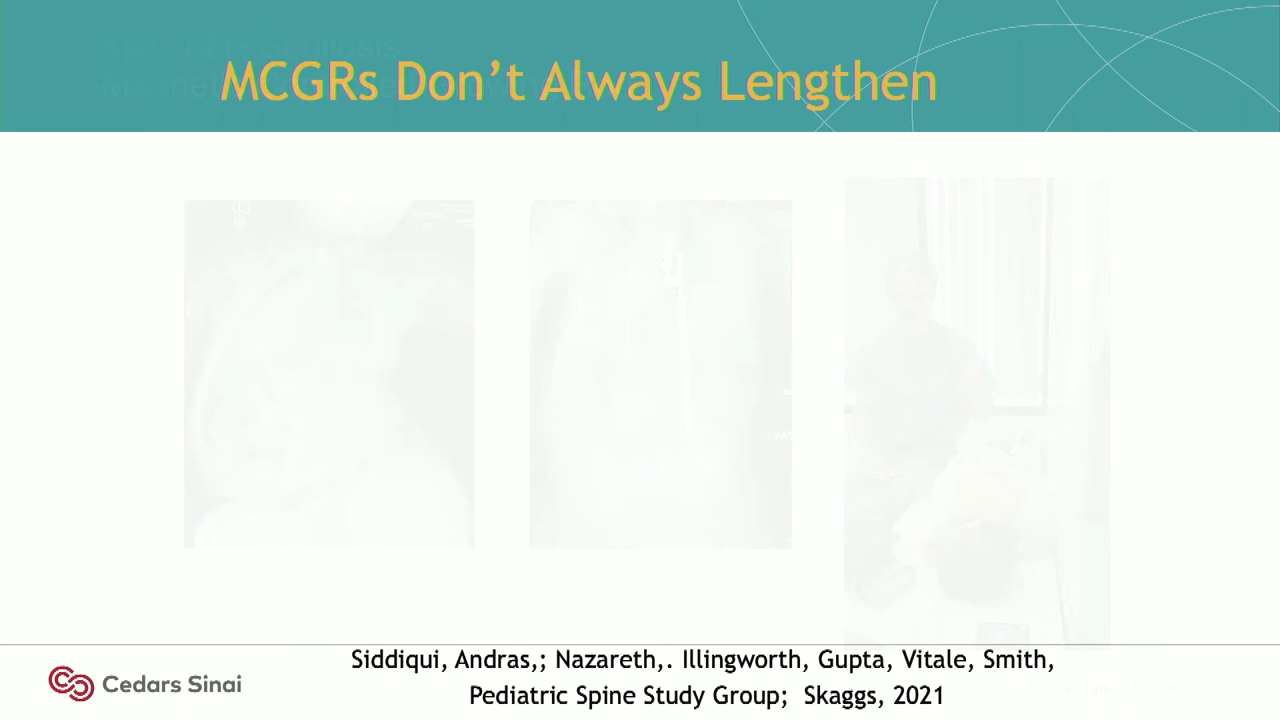 MCGRs Don’t Always Lengthen
Siddiqui, Andras,; Nazareth,. Illingworth, Gupta, Vitale, Smith,
Pediatric Spine Study Group;  Skaggs, 2021
Cedars Sinai